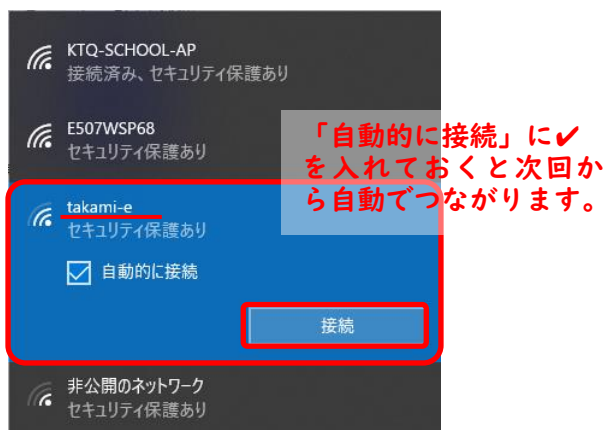 KTQ-SCHOOL-AP
接続済み、セキュリティ保護あり
E507WSP68
セキュリティ保護あり
「自動的に接続」に✔
を入れておくと次回か
ら自動でつながります。
takami-e
セキュリティ保護あり
自動的に接続
接続
非公開のネットワーク
セキュリティ保護あり